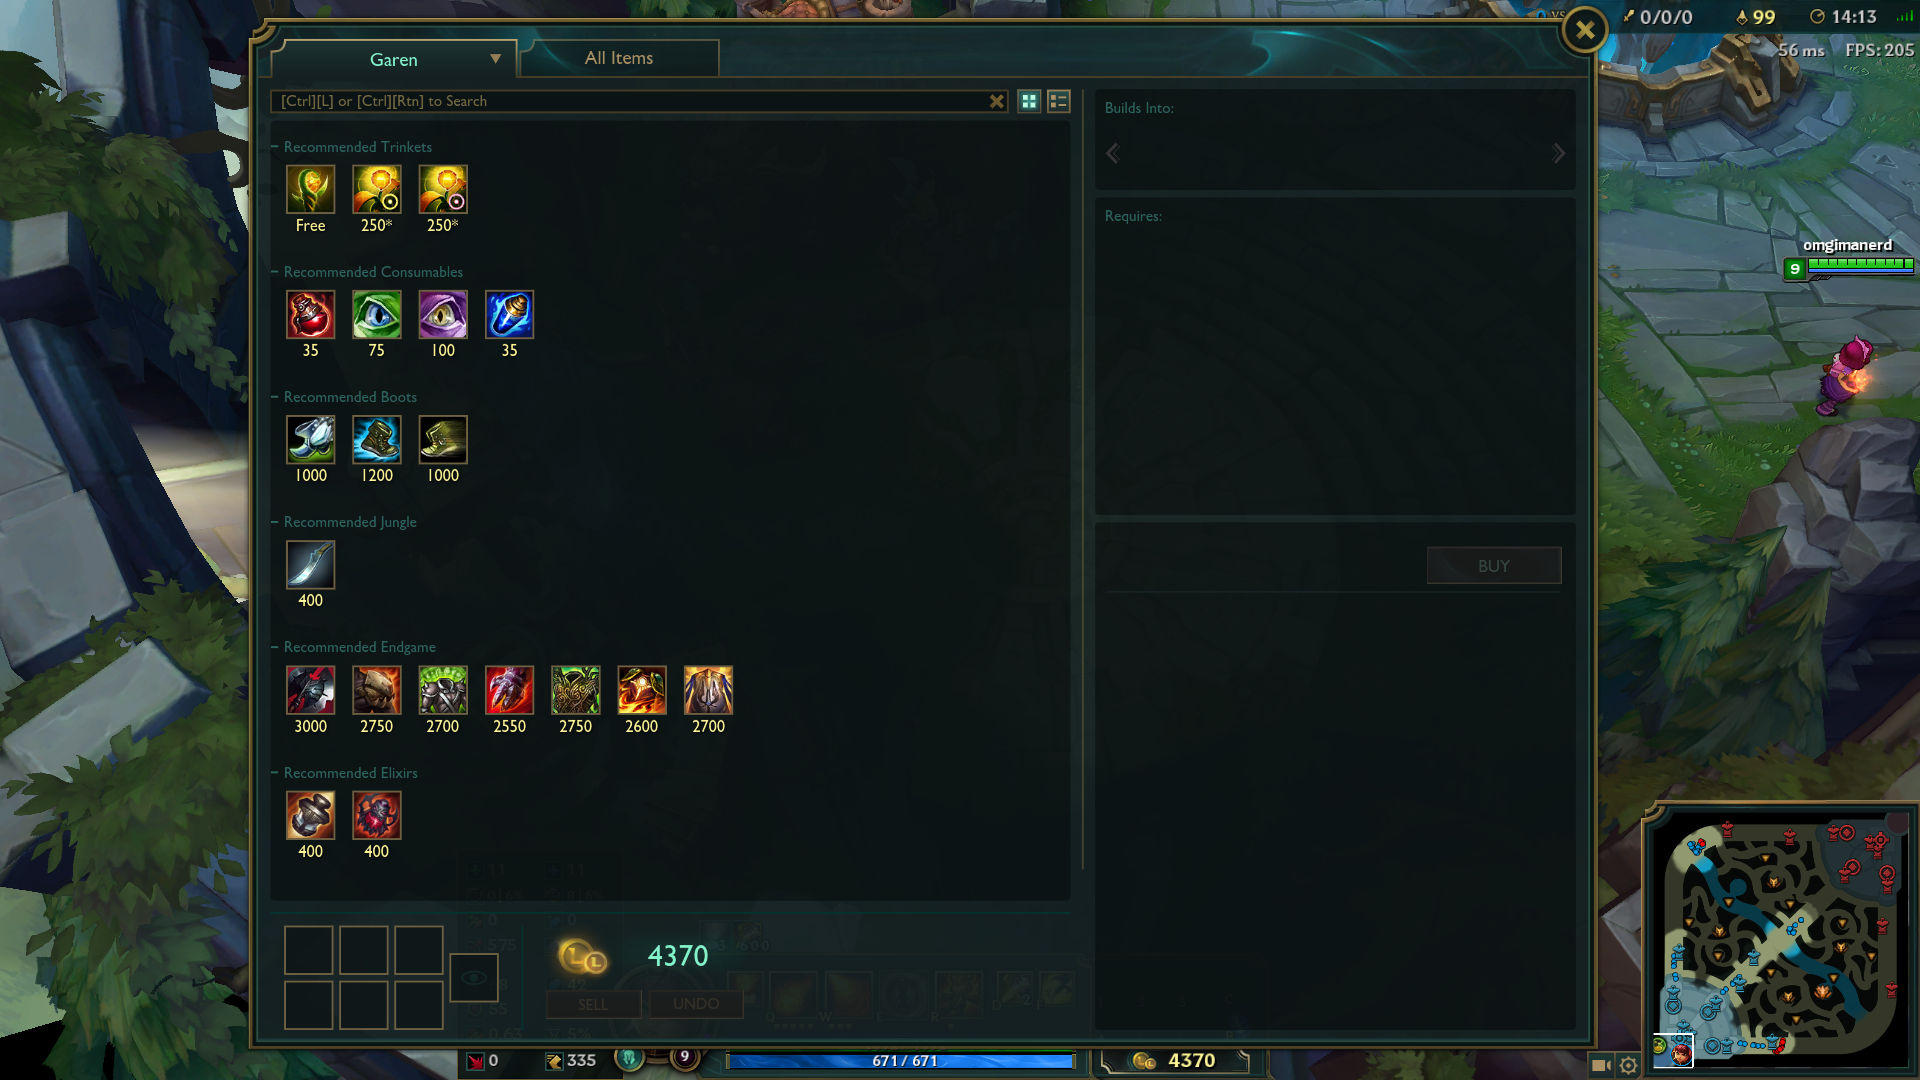 VS
0/0/0
99
14:13
Garen
All Items
56 ms
FPS: 205
[Ctrl][L] or [Ctrl][Rtn] to Search
Builds Into:
Recommended Trinkets
Free
250*
250*
Requires:
omgimanerd
9
Recommended Consumables
35
75
100
35
Recommended Boots
1000
1200
1000
Recommended Jungle
400
BUY
Recommended Endgame
3000
2750
2700
2550
2750
2600
2700
Recommended Elixirs
400
400
4370
SELL
UNDO
0
335
9
671 / 671
4370